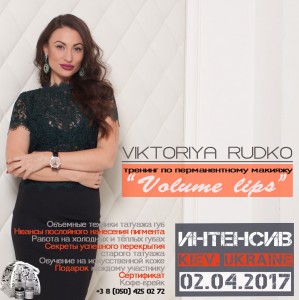 VIKTORIYA RUDKO
тренинг по перманентному макияжу
“Volume lips”
Объемные техники татуажа губ
Нюансы послойного нанесения пигмента
Работа на холодных и тёплых губах
Секреты успешного перекрытия
старого татуажа
Обучение на искусственной коже
Подарок каждому участнику
Сертификат
Кофе-брейк
+3 8 (050) 425 02 72
ИНТЕНСИВ
KIEV, UKRAINE
02.04.2017